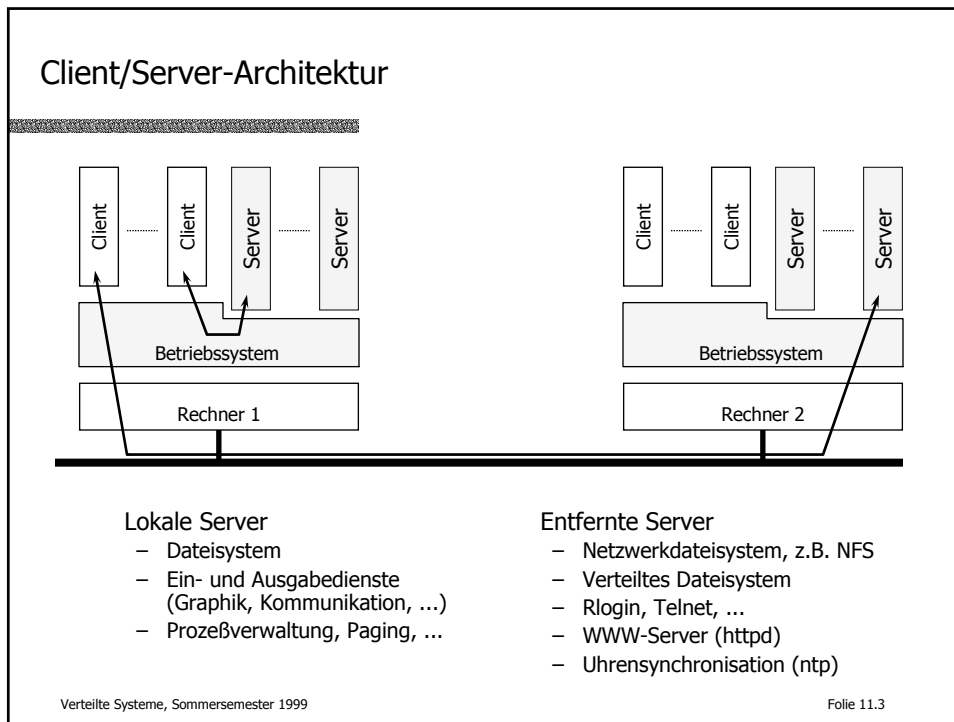 Client/Server-Architektur
Client
Client
Server
Server
Client
Client
Server
Server
Betriebssystem
Betriebssystem
Rechner 1
Rechner 2
Lokale Server
– Dateisystem
– Ein- und Ausgabedienste
(Graphik, Kommunikation, ...)
– Prozeßverwaltung, Paging, ...
Entfernte Server
– Netzwerkdateisystem, z.B. NFS
– Verteiltes Dateisystem
– Rlogin, Telnet, ...
– WWW-Server (httpd)
– Uhrensynchronisation (ntp)
Verteilte Systeme, Sommersemester 1999
Folie 11.3